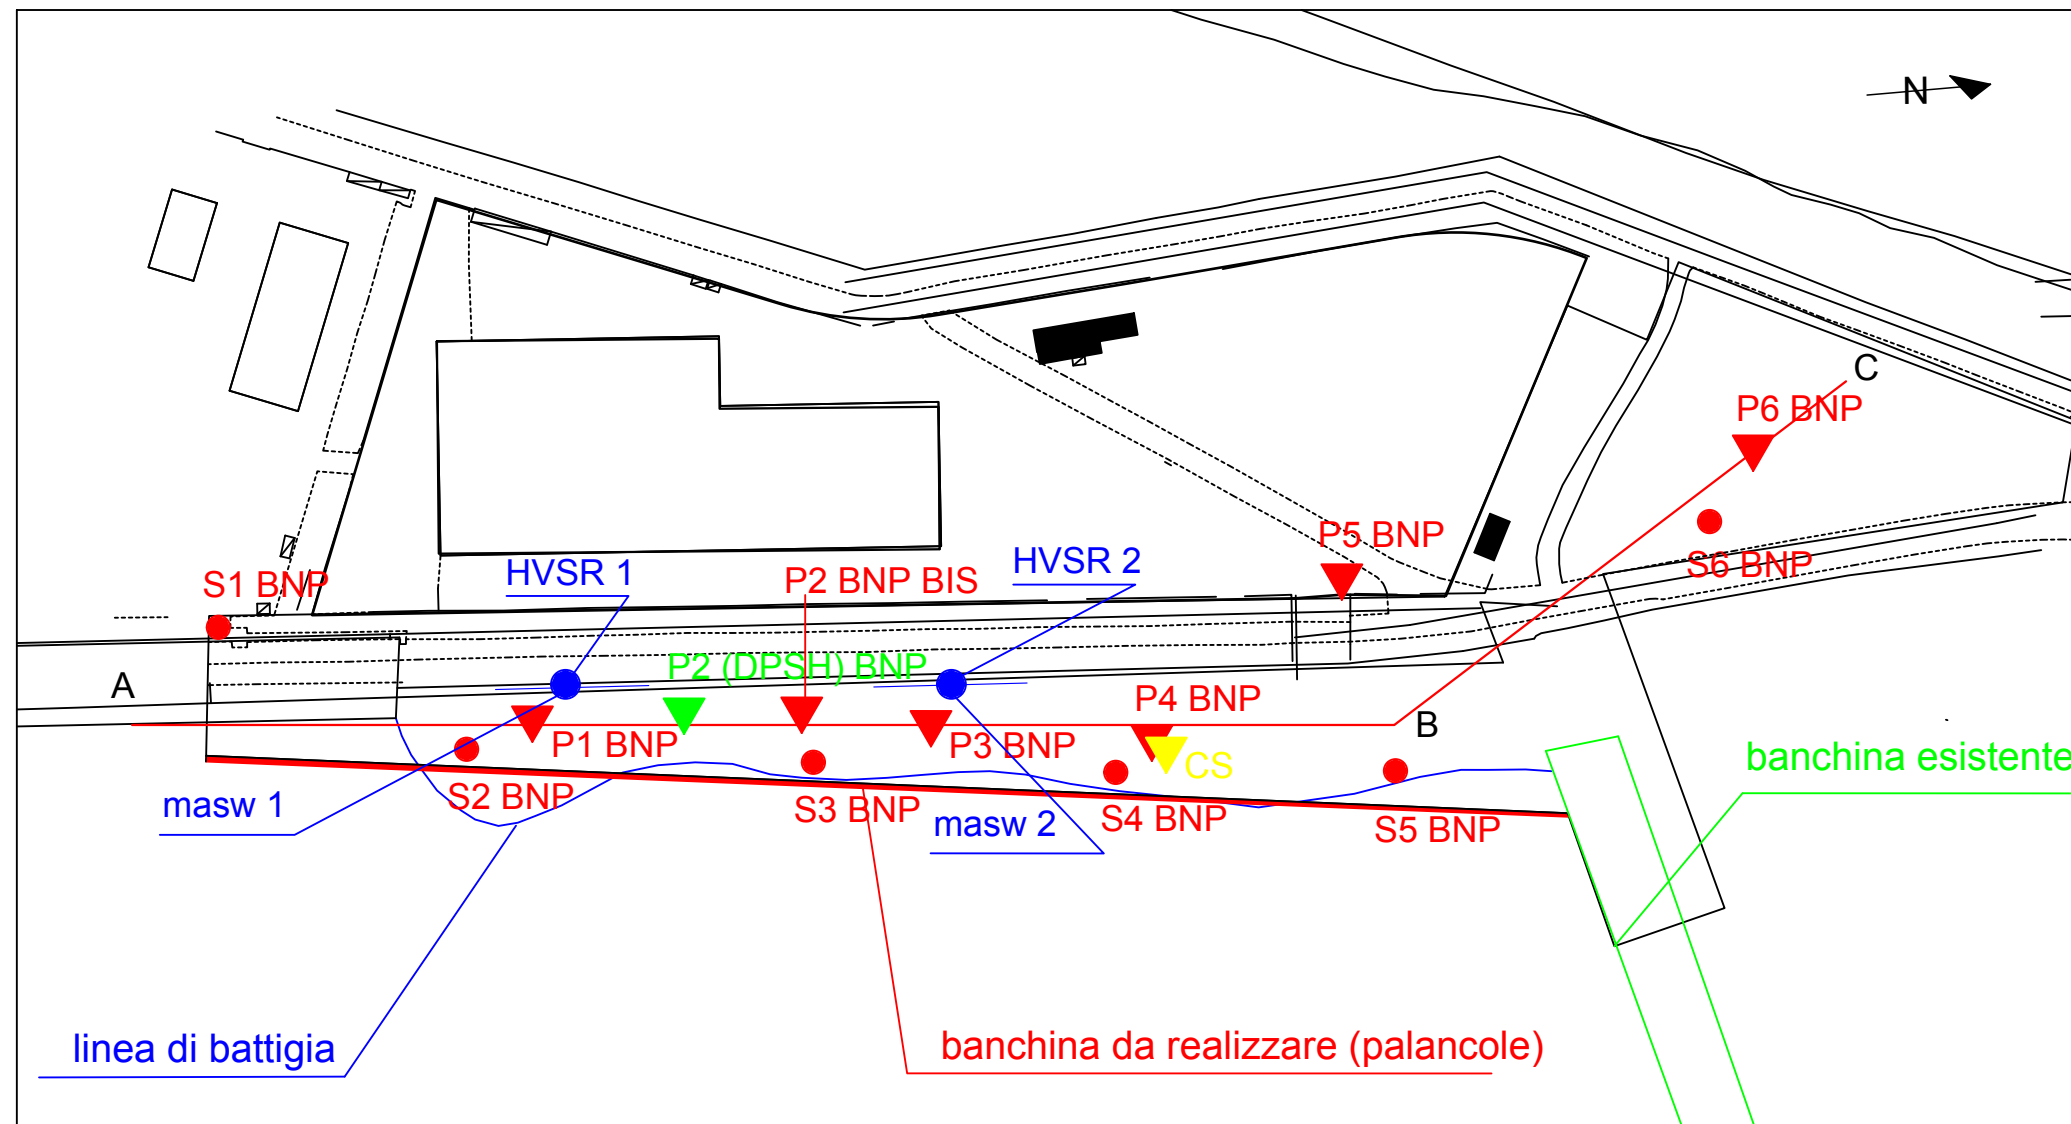 N
C
P6 BNP
P5 BNP
S6 BNP
HVSR 2
HVSR 1
P2 BNP BIS
S1 BNP
P2 (DPSH) BNP
A
P4 BNP
B
P1 BNP
P3 BNP
CS
banchina esistente
S2 BNP
masw 1
S3 BNP
masw 2
S4 BNP
S5 BNP
linea di battigia
banchina da realizzare (palancole)